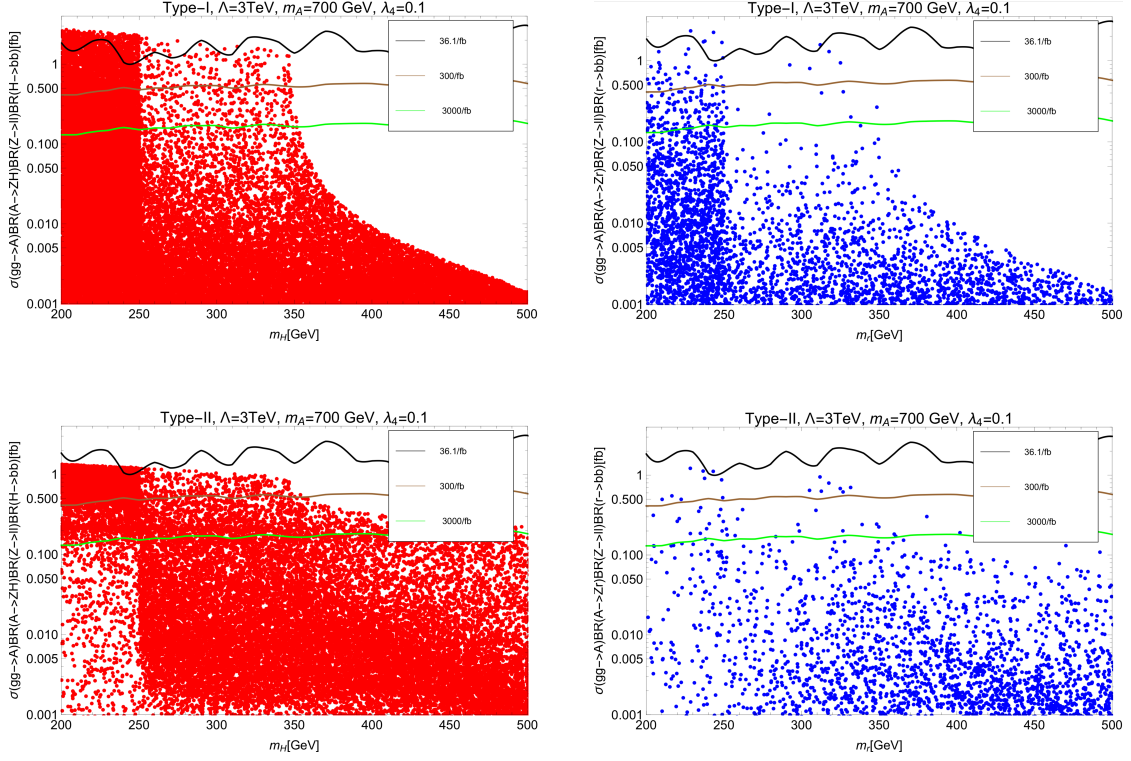 Type-I, Λ=3TeV, m_A=700 GeV, λ_4=0.1
σ(gg->A)BR(A->ZH)BR(Z->ll)BR(H->bb)[fb]
1
0.500
0.100
0.050
0.010
0.005
0.001
36.1/fb
300/fb
3000/fb
200 250 300 350 400 450 500
m_H[GeV]
Type-I, Λ=3TeV, m_A=700 GeV, λ_4=0.1
σ(gg->A)BR(A->Zr)BR(Z->ll)BR(r->bb)[fb]
1
0.500
0.100
0.050
0.010
0.005
0.001
36.1/fb
300/fb
3000/fb
200 250 300 350 400 450 500
m_r[GeV]
Type-II, Λ=3TeV, m_A=700 GeV, λ_4=0.1
σ(gg->A)BR(A->ZH)BR(Z->ll)BR(H->bb)[fb]
1
0.500
0.100
0.050
0.010
0.005
0.001
36.1/fb
300/fb
3000/fb
200 250 300 350 400 450 500
m_H[GeV]
Type-II, Λ=3TeV, m_A=700 GeV, λ_4=0.1
σ(gg->A)BR(A->Zr)BR(Z->ll)BR(r->bb)[fb]
1
0.500
0.100
0.050
0.010
0.005
0.001
36.1/fb
300/fb
3000/fb
200 250 300 350 400 450 500
m_r[GeV]